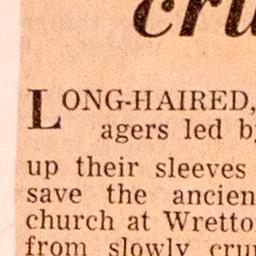 cru
LONG-HAIRED,
agers led by
up their sleeves
save the ancien
church at Wretto
from slowly cru